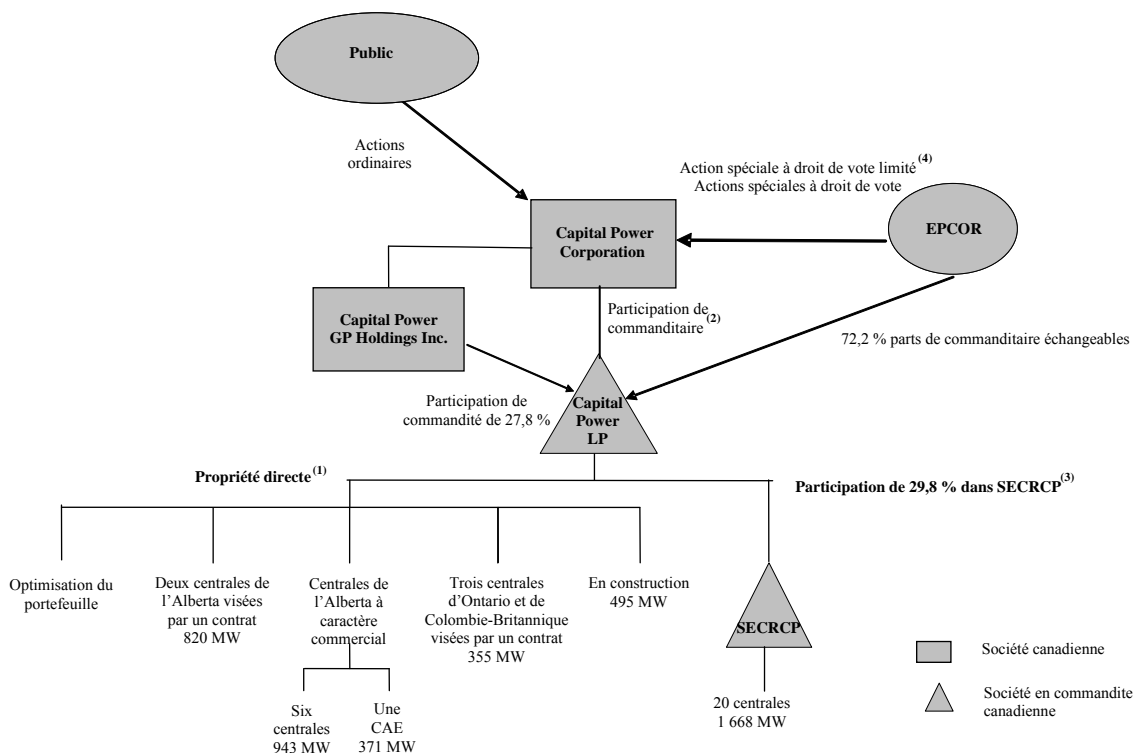 Public
Actions
ordinaires
Action spéciale à droit de vote limité(4)
Actions spéciales à droit de vote
EPCOR
Capital Power
Corporation
Capital Power
GP Holdings Inc.
Participation de
commanditaire(2)
72,2 % parts de commanditaire échangeables
Participation de
commandité de 27,8 %
Capital
Power
LP
Propriété directe(1)
Participation de 29,8 % dans SECRCP(3)
Optimisation du
portefeuille
Deux centrales de
l'Alberta visées
par un contrat
820 MW
Centrales de
l'Alberta à
caractère
commercial
Trois centrales
d'Ontario et de
Colombie-Britannique
visées par un contrat
355 MW
En construction
495 MW
SECRCP
Six
centrales
943 MW
Une
CAE
371 MW
20 centrales
1 668 MW
Société canadienne
Société en commandite
canadienne